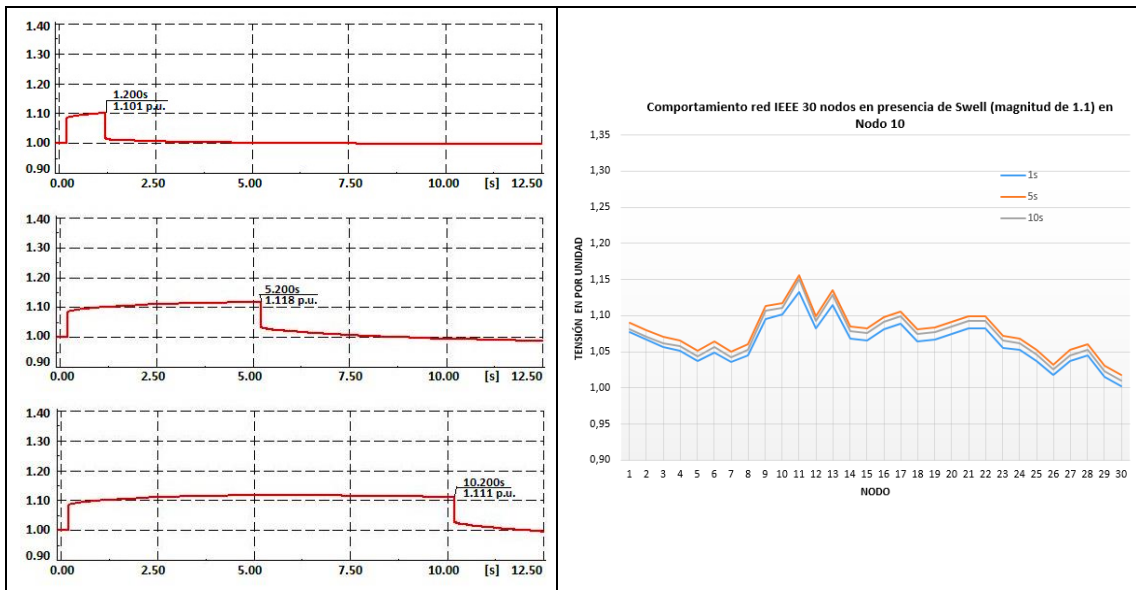 1.40
1.30
1.20
1.10
1.00
0.90
1.200s
1.101 p.u.
0.00 2.50 5.00 7.50 10.00 [s] 12.50
1.40
1.30
1.20
1.10
1.00
0.90
5.200s
1.118 p.u.
0.00 2.50 5.00 7.50 10.00 [s] 12.50
1.40
1.30
1.20
1.10
1.00
0.90
10.200s
1.111 p.u.
0.00 2.50 5.00 7.50 10.00 [s] 12.50
Comportamiento red IEEE 30 nodos en presencia de Swell (magnitud de 1.1) en
Nodo 10
TENSIÓN EN POR UNIDAD
1,35
1,30
1,25
1,20
1,15
1,10
1,05
1,00
0,95
0,90
1s
5s
10s
1 2 3 4 5 6 7 8 9 10 11 12 13 14 15 16 17 18 19 20 21 22 23 24 25 26 27 28 29 30
NODO